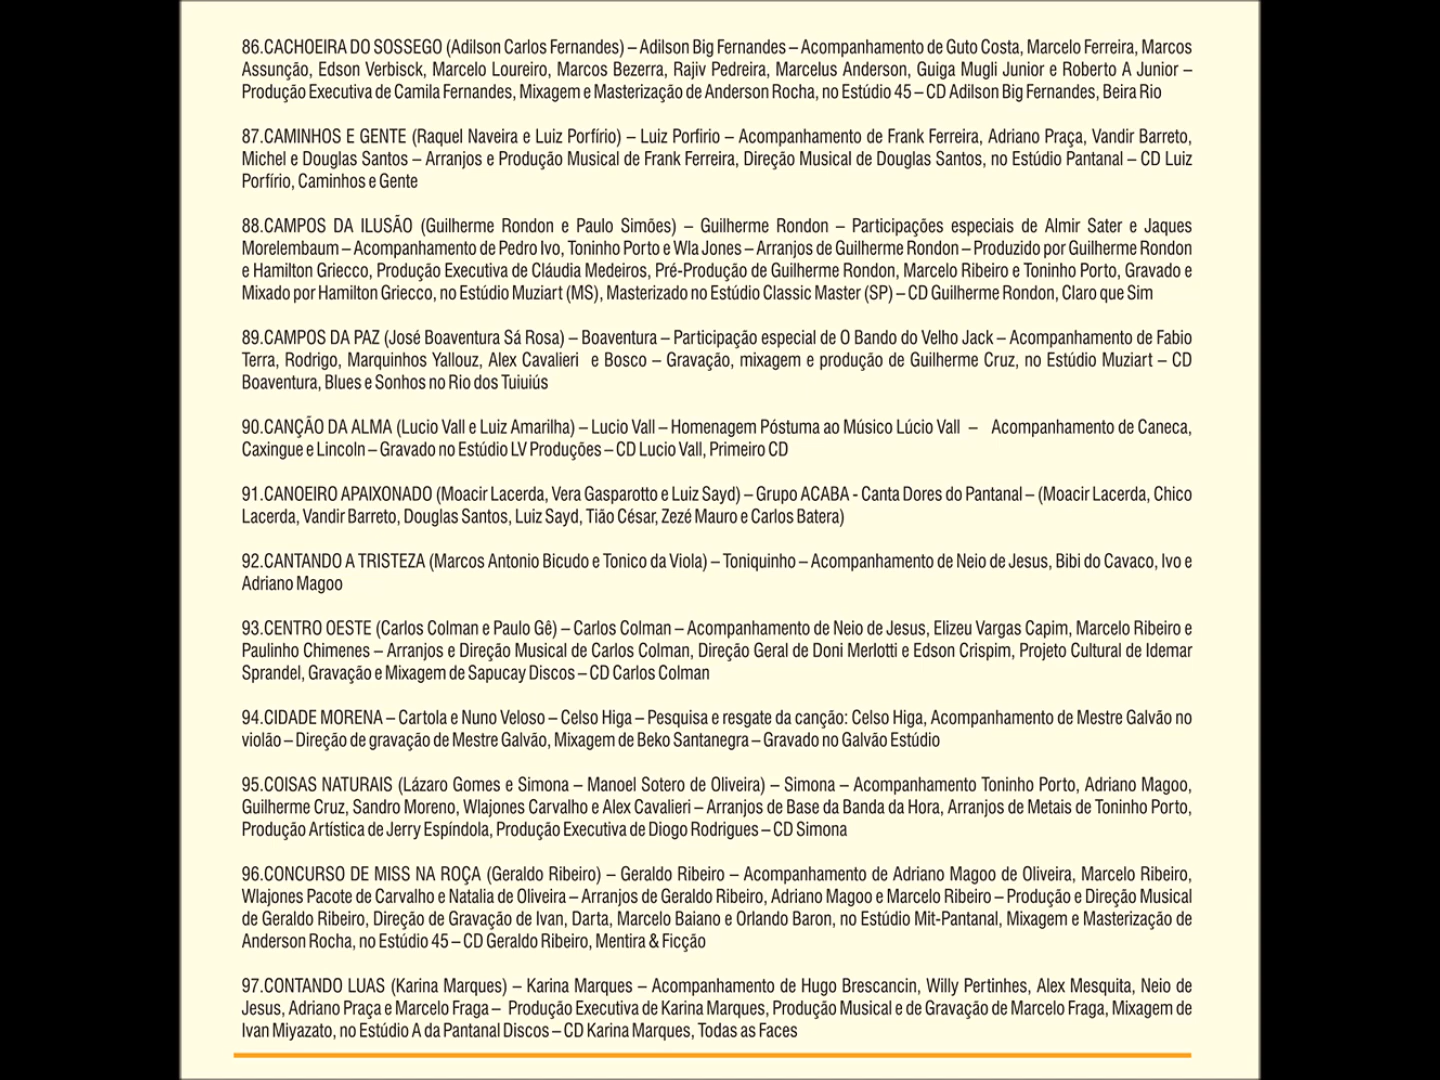 86.CACHOEIRA DO SOSSEGO (Adilson Carlos Fernandes) – Adilson Big Fernandes – Acompanhamento de Guto Costa, Marcelo Ferreira, Marcos
Assunção, Edson Verbisck, Marcelo Loureiro, Marcos Bezerra, Rajiv Pedreira, Marcelus Anderson, Guiga Mugli Junior e Roberto A Junior –
Produção Executiva de Camila Fernandes, Mixagem e Masterização de Anderson Rocha, no Estúdio 45 – CD Adilson Big Fernandes, Beira Rio
87.CAMINHOS E GENTE (Raquel Naveira e Luiz Porfírio) – Luiz Porfirio – Acompanhamento de Frank Ferreira, Adriano Praça, Vandir Barreto,
Michel e Douglas Santos – Arranjos e Produção Musical de Frank Ferreira, Direção Musical de Douglas Santos, no Estúdio Pantanal – CD Luiz
Porfírio, Caminhos e Gente
88.CAMPOS DA ILUSÃO (Guilherme Rondon e Paulo Simões) – Guilherme Rondon – Participações especiais de Almir Sater e Jaques
Morelembaum – Acompanhamento de Pedro Ivo, Toninho Porto e Wla Jones – Arranjos de Guilherme Rondon – Produzido por Guilherme Rondon
e Hamilton Griecco, Produção Executiva de Cláudia Medeiros, Pré-Produção de Guilherme Rondon, Marcelo Ribeiro e Toninho Porto, Gravado e
Mixado por Hamilton Griecco, no Estúdio Muziart (MS), Masterizado no Estúdio Classic Master (SP) – CD Guilherme Rondon, Claro que Sim
89.CAMPOS DA PAZ (José Boaventura Sá Rosa) – Boaventura – Participação especial de O Bando do Velho Jack – Acompanhamento de Fabio
Terra, Rodrigo, Marquinhos Yallouz, Alex Cavalieri e Bosco – Gravação, mixagem e produção de Guilherme Cruz, no Estúdio Muziart – CD
Boaventura, Blues e Sonhos no Rio dos Tuiuiús
90.CANÇÃO DA ALMA (Lucio Vall e Luiz Amarilha) – Lucio Vall – Homenagem Póstuma ao Músico Lúcio Vall – Acompanhamento de Caneca,
Caxingue e Lincoln – Gravado no Estúdio LV Produções – CD Lucio Vall, Primeiro CD
91.CANOEIRO APAIXONADO (Moacir Lacerda, Vera Gasparotto e Luiz Sayd) – Grupo ACABA - Canta Dores do Pantanal – (Moacir Lacerda, Chico
Lacerda, Vandir Barreto, Douglas Santos, Luiz Sayd, Tião César, Zezé Mauro e Carlos Batera)
92.CANTANDO A TRISTEZA (Marcos Antonio Bicudo e Tonico da Viola) – Toniquinho – Acompanhamento de Neio de Jesus, Bibi do Cavaco, Ivo e
Adriano Magoo
93.CENTRO OESTE (Carlos Colman e Paulo Gê) – Carlos Colman – Acompanhamento de Neio de Jesus, Elizeu Vargas Capim, Marcelo Ribeiro e
Paulinho Chimenes – Arranjos e Direção Musical de Carlos Colman, Direção Geral de Doni Merlotti e Edson Crispim, Projeto Cultural de Idemar
Sprandel, Gravação e Mixagem de Sapucay Discos – CD Carlos Colman
94.CIDADE MORENA – Cartola e Nuno Veloso – Celso Higa – Pesquisa e resgate da canção: Celso Higa, Acompanhamento de Mestre Galvão no
violão – Direção de gravação de Mestre Galvão, Mixagem de Beko Santanegra – Gravado no Galvão Estúdio
95.COISAS NATURAIS (Lázaro Gomes e Simona – Manoel Sotero de Oliveira) – Simona – Acompanhamento Toninho Porto, Adriano Magoo,
Guilherme Cruz, Sandro Moreno, Wlajones Carvalho e Alex Cavalieri – Arranjos de Base da Banda da Hora, Arranjos de Metais de Toninho Porto,
Produção Artística de Jerry Espíndola, Produção Executiva de Diogo Rodrigues – CD Simona
96.CONCURSO DE MISS NA ROÇA (Geraldo Ribeiro) – Geraldo Ribeiro – Acompanhamento de Adriano Magoo de Oliveira, Marcelo Ribeiro,
Wlajones Pacote de Carvalho e Natalia de Oliveira – Arranjos de Geraldo Ribeiro, Adriano Magoo e Marcelo Ribeiro – Produção e Direção Musical
de Geraldo Ribeiro, Direção de Gravação de Ivan, Darta, Marcelo Baiano e Orlando Baron, no Estúdio Mit-Pantanal, Mixagem e Masterização de
Anderson Rocha, no Estúdio 45 – CD Geraldo Ribeiro, Mentira & Ficção
97.CONTANDO LUAS (Karina Marques) – Karina Marques – Acompanhamento de Hugo Brescancin, Willy Pertinhes, Alex Mesquita, Neio de
Jesus, Adriano Praça e Marcelo Fraga – Produção Executiva de Karina Marques, Produção Musical e de Gravação de Marcelo Fraga, Mixagem de
Ivan Miyazato, no Estúdio A da Pantanal Discos – CD Karina Marques, Todas as Faces